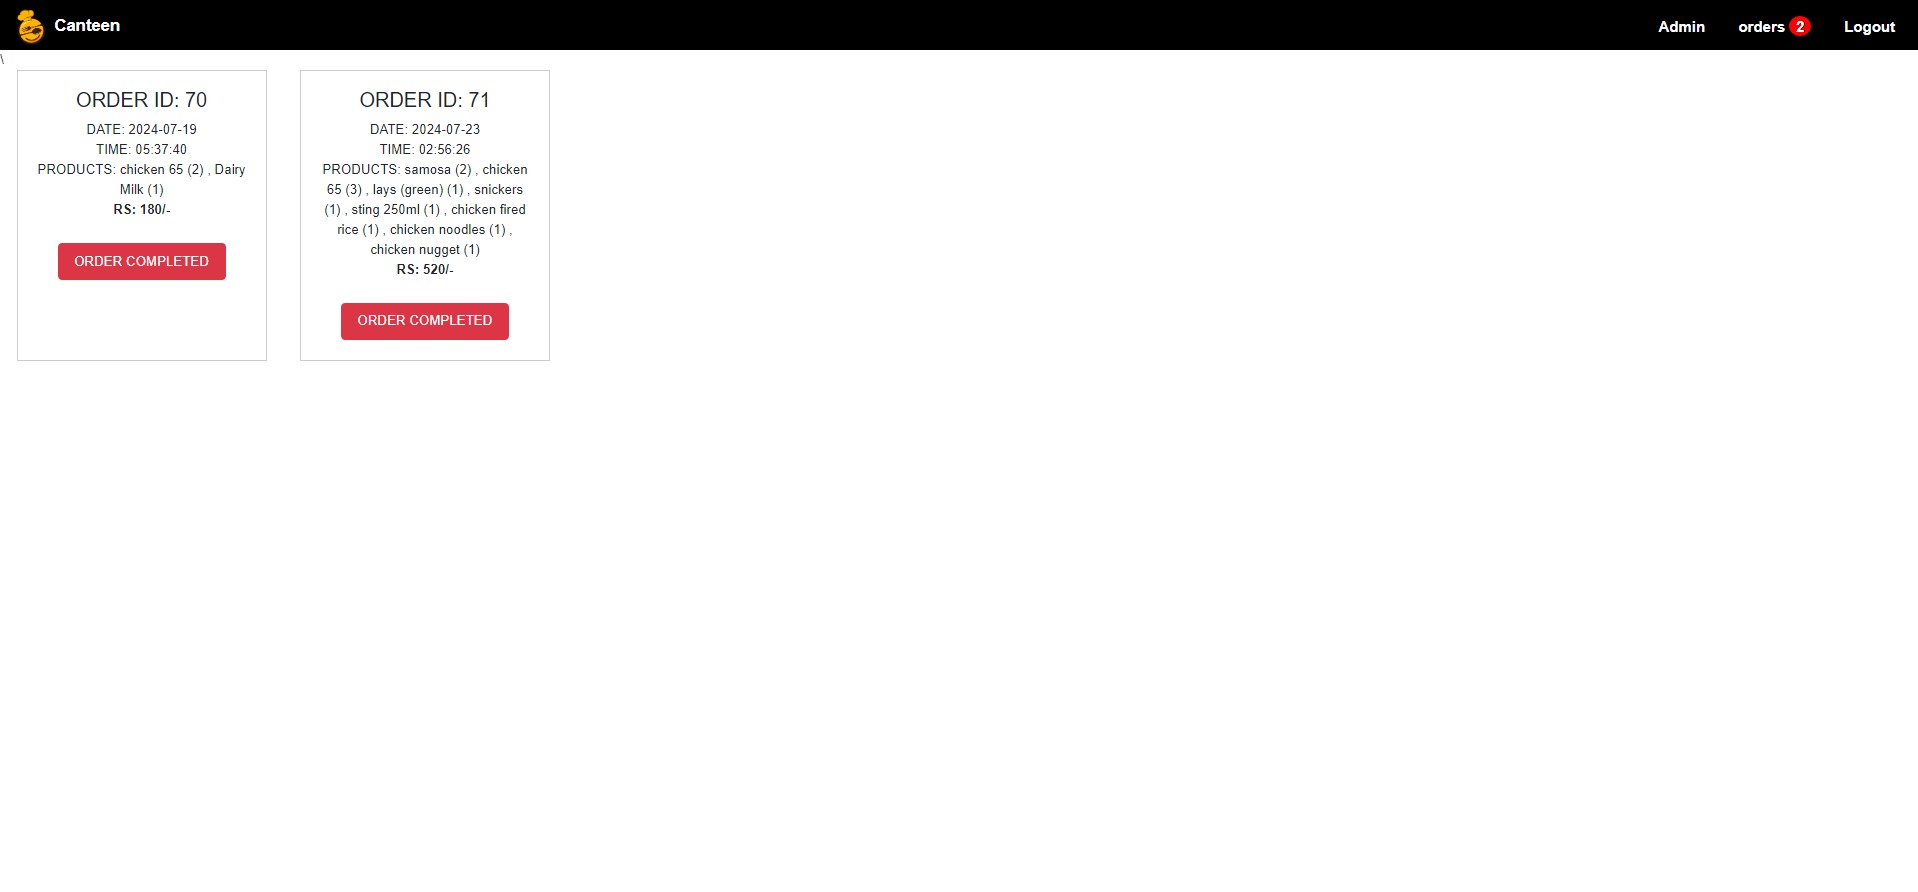 Canteen
Admin
orders 2
Logout
\
ORDER ID: 70
DATE: 2024-07-19
TIME: 05:37:40
PRODUCTS: chicken 65 (2) , Dairy
Milk (1)
RS: 180/-
ORDER COMPLETED
ORDER ID: 71
DATE: 2024-07-23
TIME: 02:56:26
PRODUCTS: samosa (2) , chicken
65 (3) , lays (green) (1) , snickers
(1) , sting 250ml (1) , chicken fired
rice (1) , chicken noodles (1) ,
chicken nugget (1)
RS: 520/-
ORDER COMPLETED